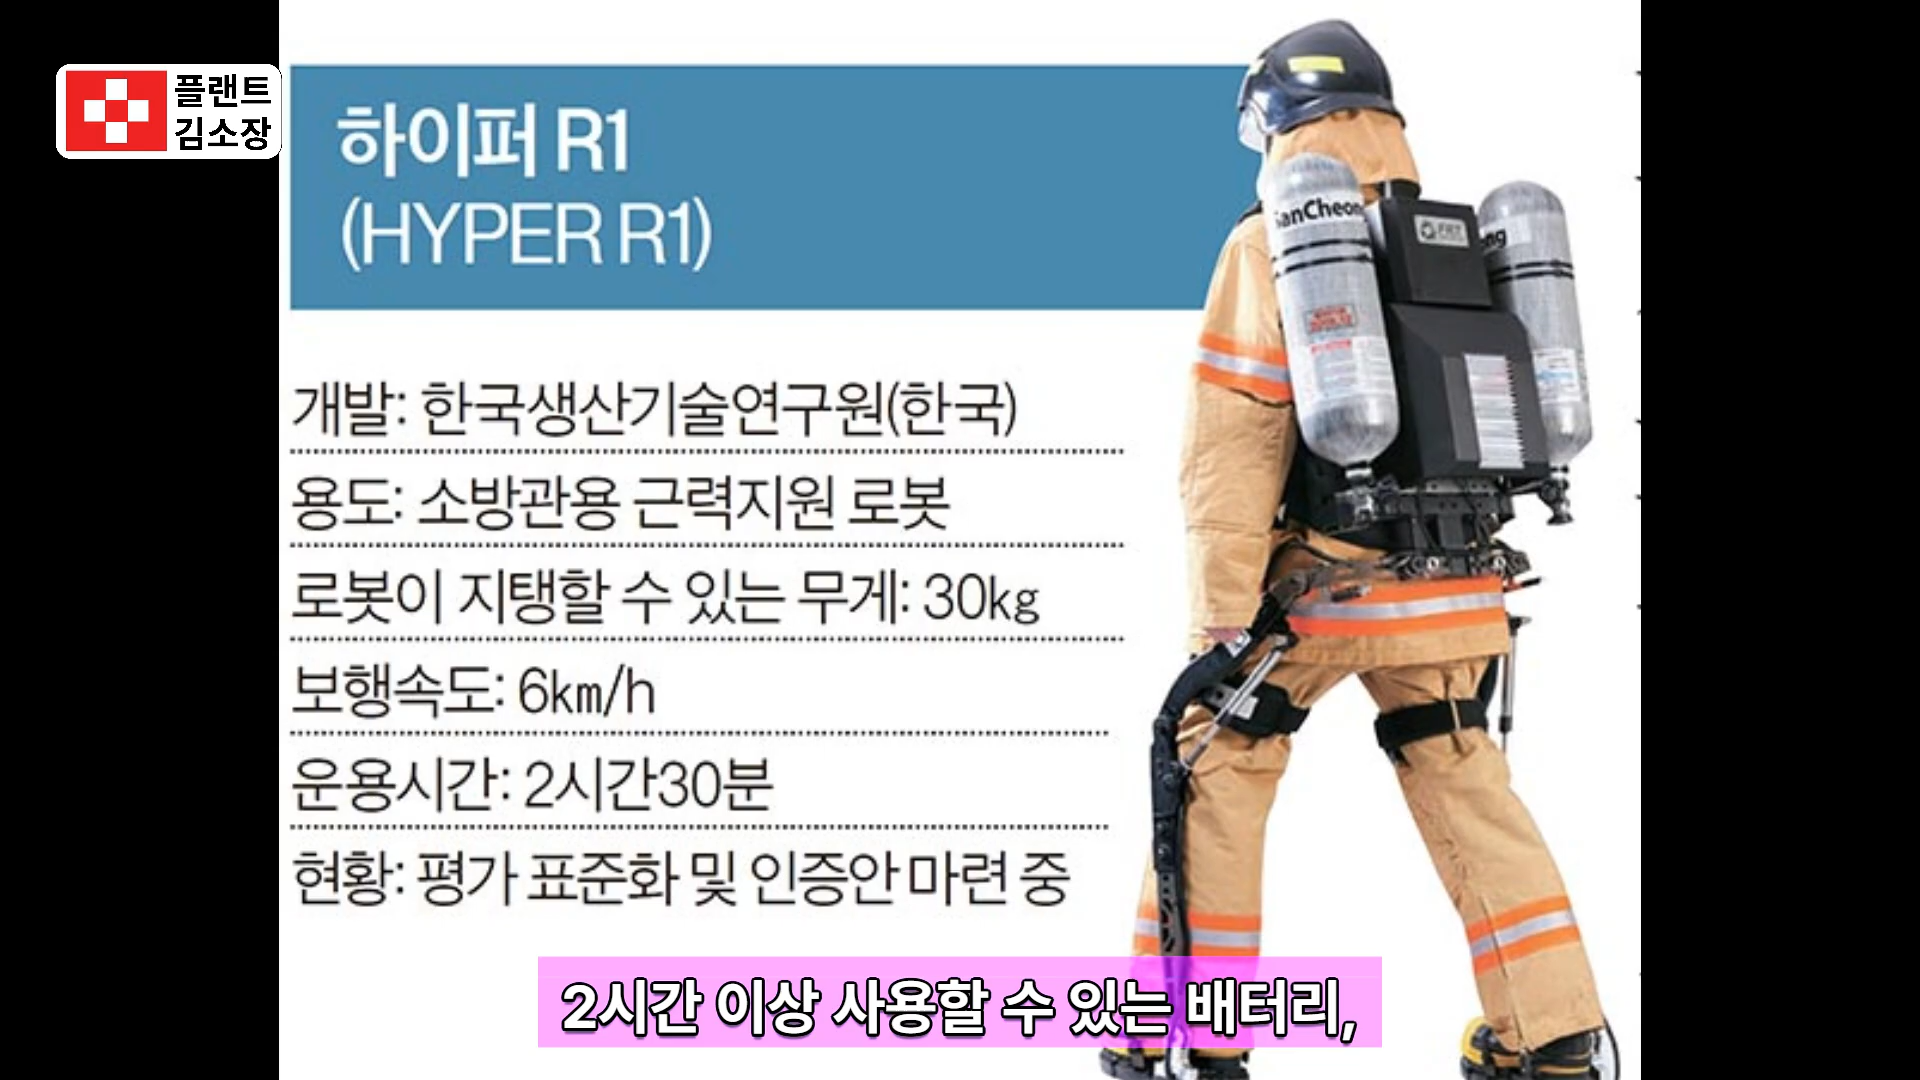 플랜트
김소장
하이퍼 R1
(HYPER R1)
개발: 한국생산기술연구원(한국)
용도: 소방관용 근력지원 로봇
로봇이 지탱할 수 있는 무게: 30kg
보행속도: 6km/h
운용시간: 2시간30분
현황: 평가 표준화 및 인증안 마련 중
SanCheong
FRT
2시간 이상 사용할 수 있는 배터리,